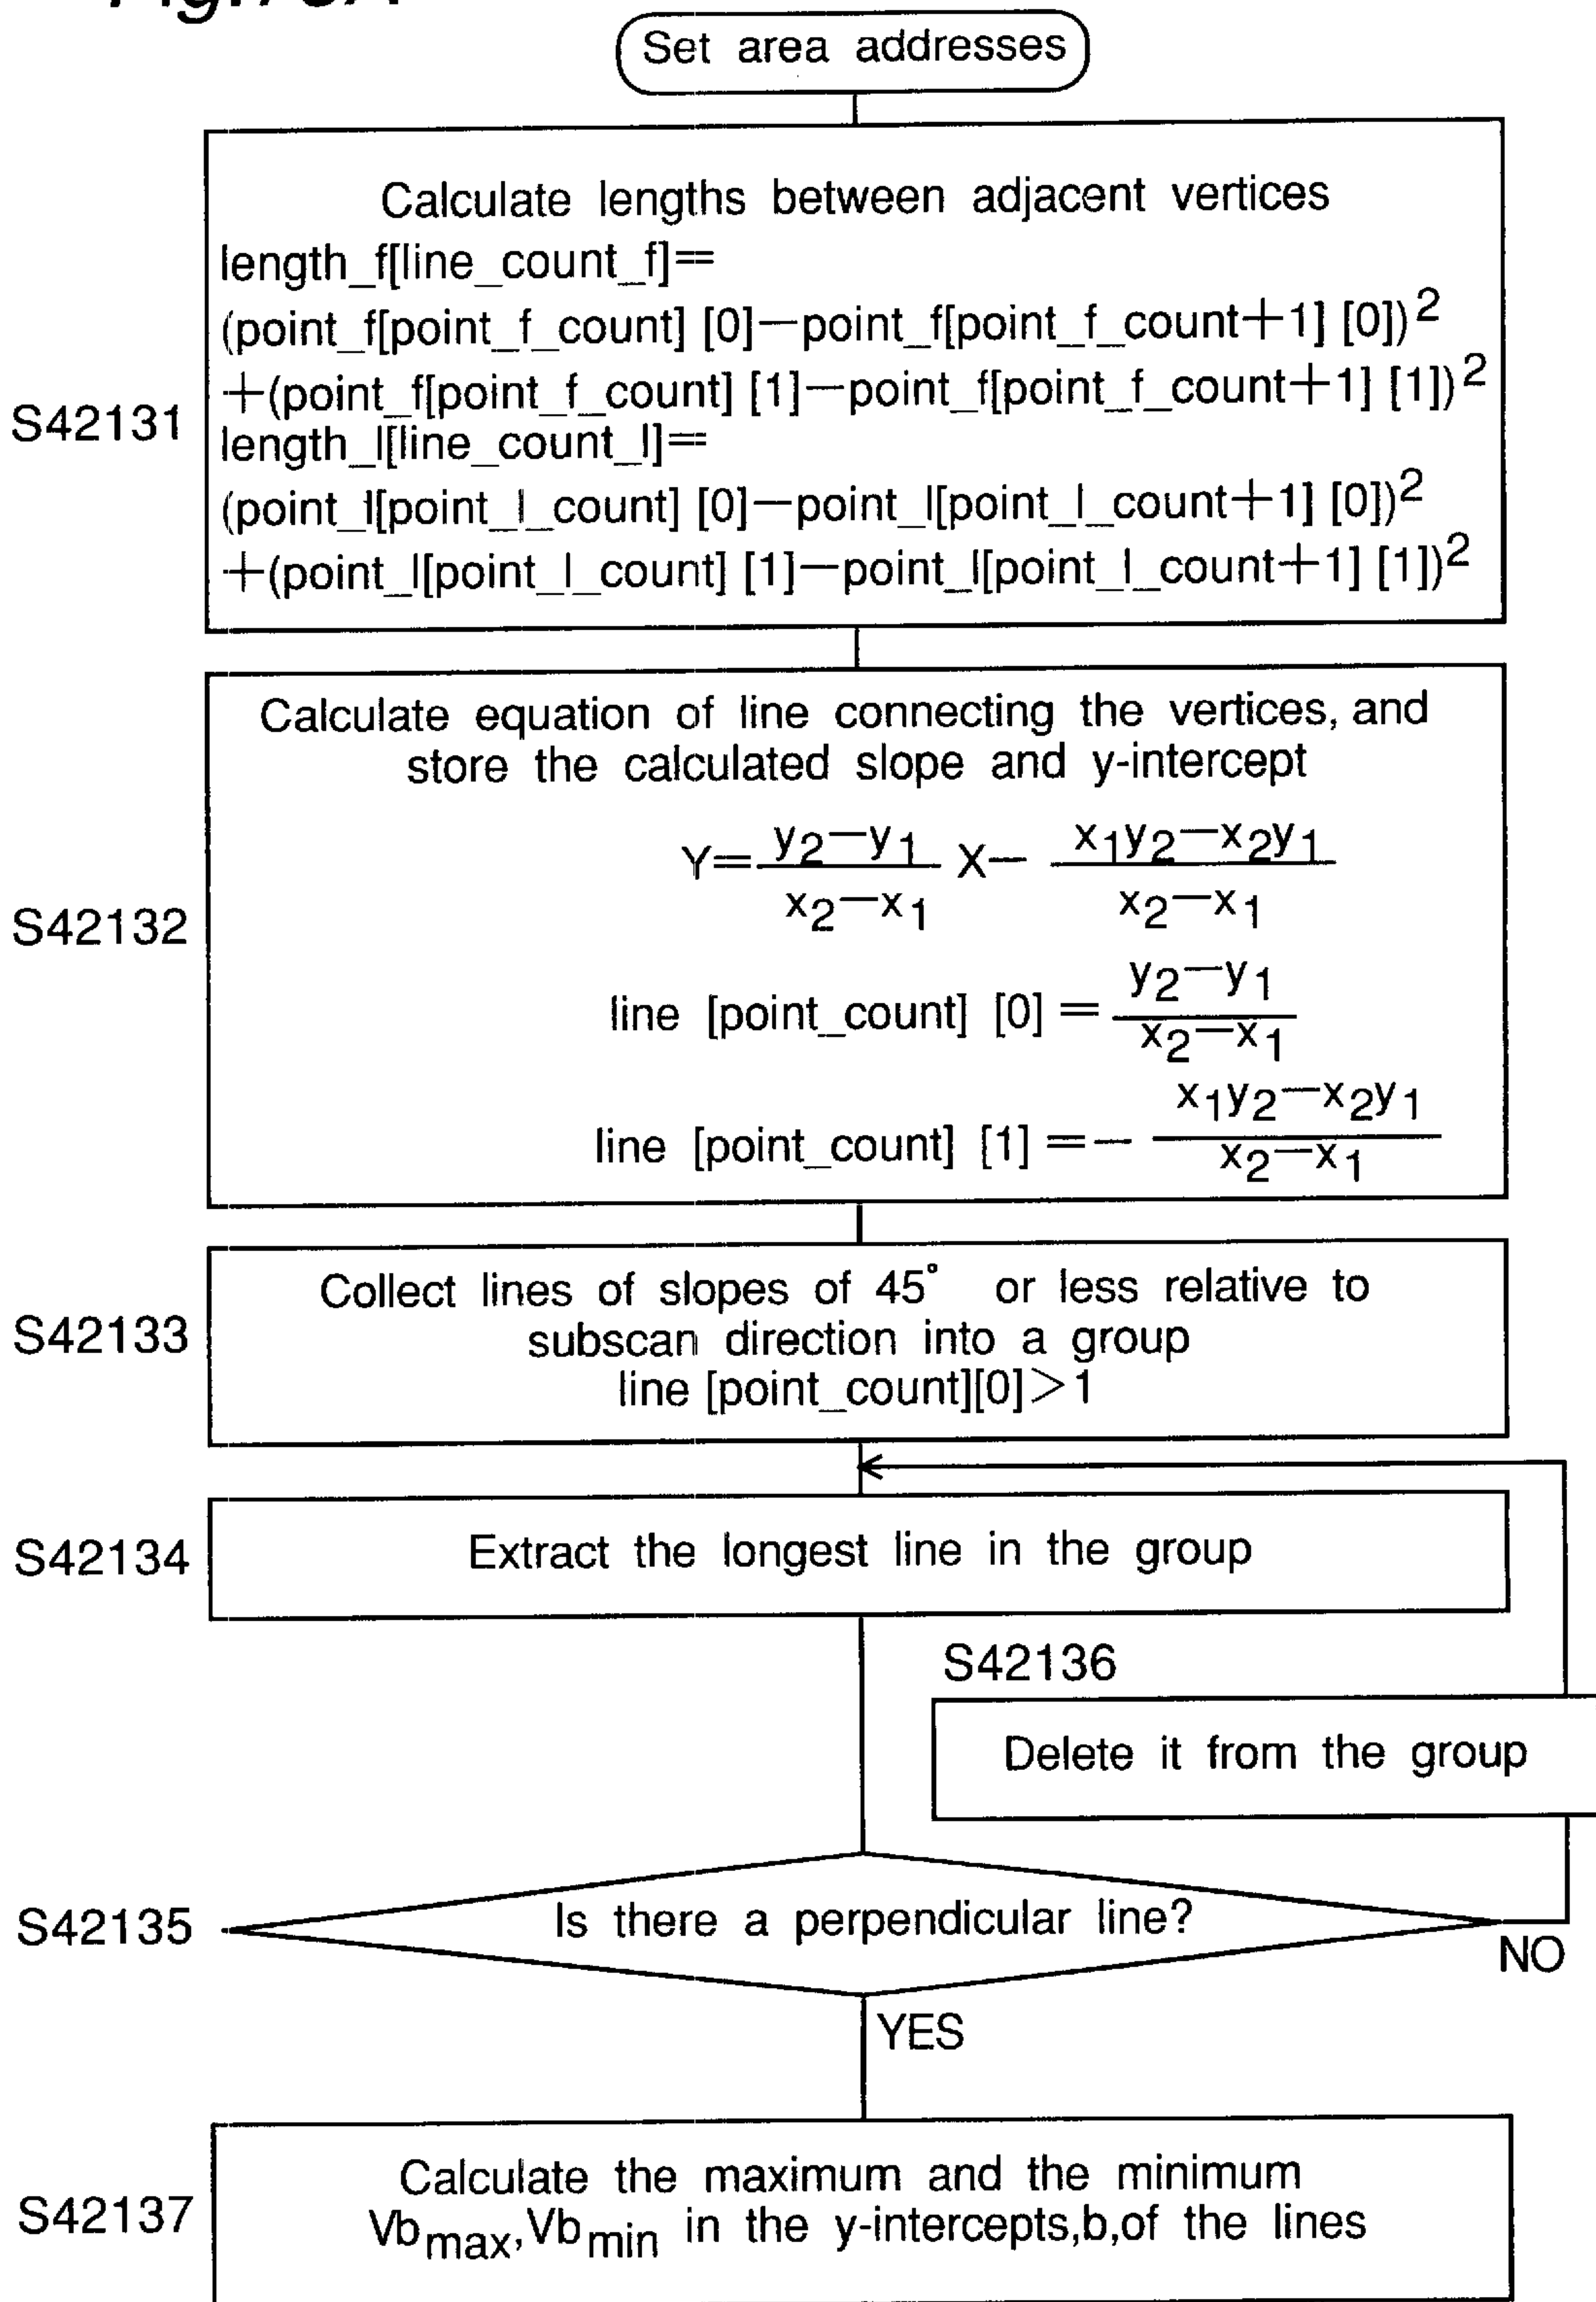 Set area addresses
Calculate lengths between adjacent vertices
length_f[line_count_f]=
(point_f[point_f_count] [0]−point_f[point_f_count+1] [0])²
+(point_f[point_f_count] [1]−point_f[point_f_count+1] [1])²
S42131
length_l[line_count_l]=
(point_l[point_l_count] [0]−point_l[point_l_count+1] [0])²
+(point_l[point_l_count] [1]−point_l[point_l_count+1] [1])²
Calculate equation of line connecting the vertices, and
store the calculated slope and y-intercept
Y= y₂−y₁ / x₂−x₁ X− x₁y₂−x₂y₁ / x₂−x₁
S42132
line [point_count] [0] = y₂−y₁ / x₂−x₁
line [point_count] [1] =− x₁y₂−x₂y₁ / x₂−x₁
Collect lines of slopes of 45° or less relative to
S42133
subscan direction into a group
line [point_count][0]>1
S42134
Extract the longest line in the group
S42136
Delete it from the group
S42135
Is there a perpendicular line?
NO
YES
Calculate the maximum and the minimum
S42137
Vbmax,Vbmin in the y-intercepts,b,of the lines